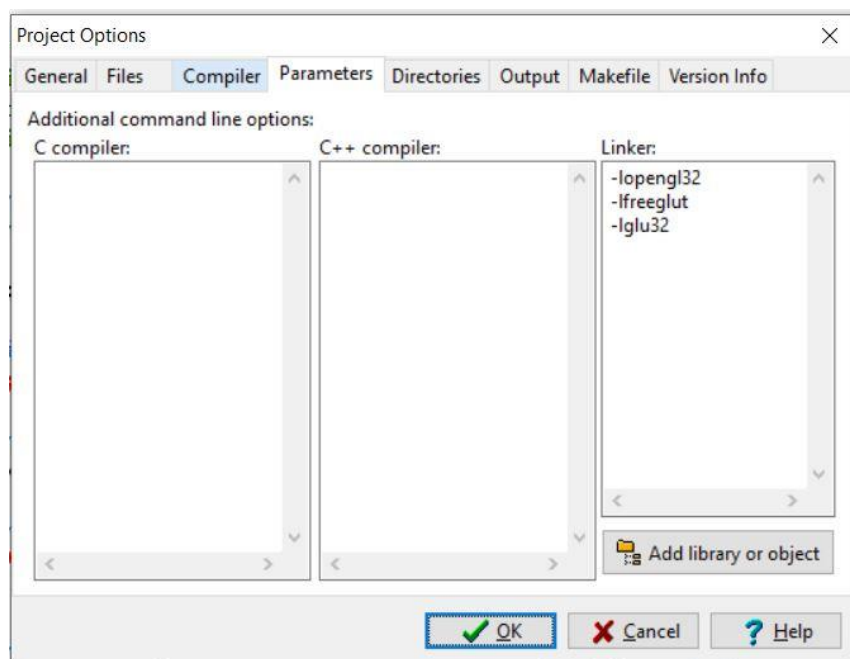 Project Options
General Files Compiler Parameters Directories Output Makefile Version Info
Additional command line options:
C compiler: C++ compiler: Linker:
-lopengl32
-lfreeglut
-lglu32
Add library or object
OK Cancel Help